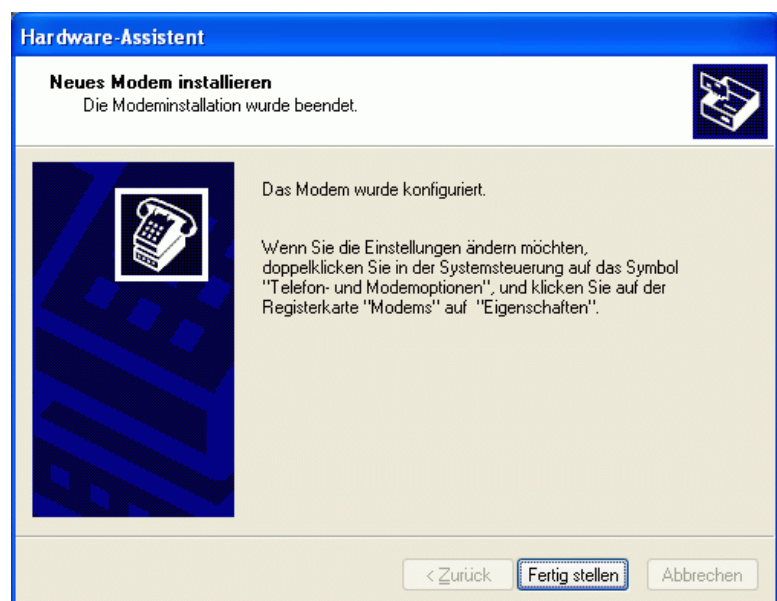 Hardware-Assistent
Neues Modem installieren
Die Modeminstallation wurde beendet.
Das Modem wurde konfiguriert.
Wenn Sie die Einstellungen ändern möchten,
doppelklicken Sie in der Systemsteuerung auf das Symbol
"Telefon- und Modemoptionen", und klicken Sie auf der
Registerkarte "Modems" auf "Eigenschaften".
< Zurück
Fertig stellen
Abbrechen